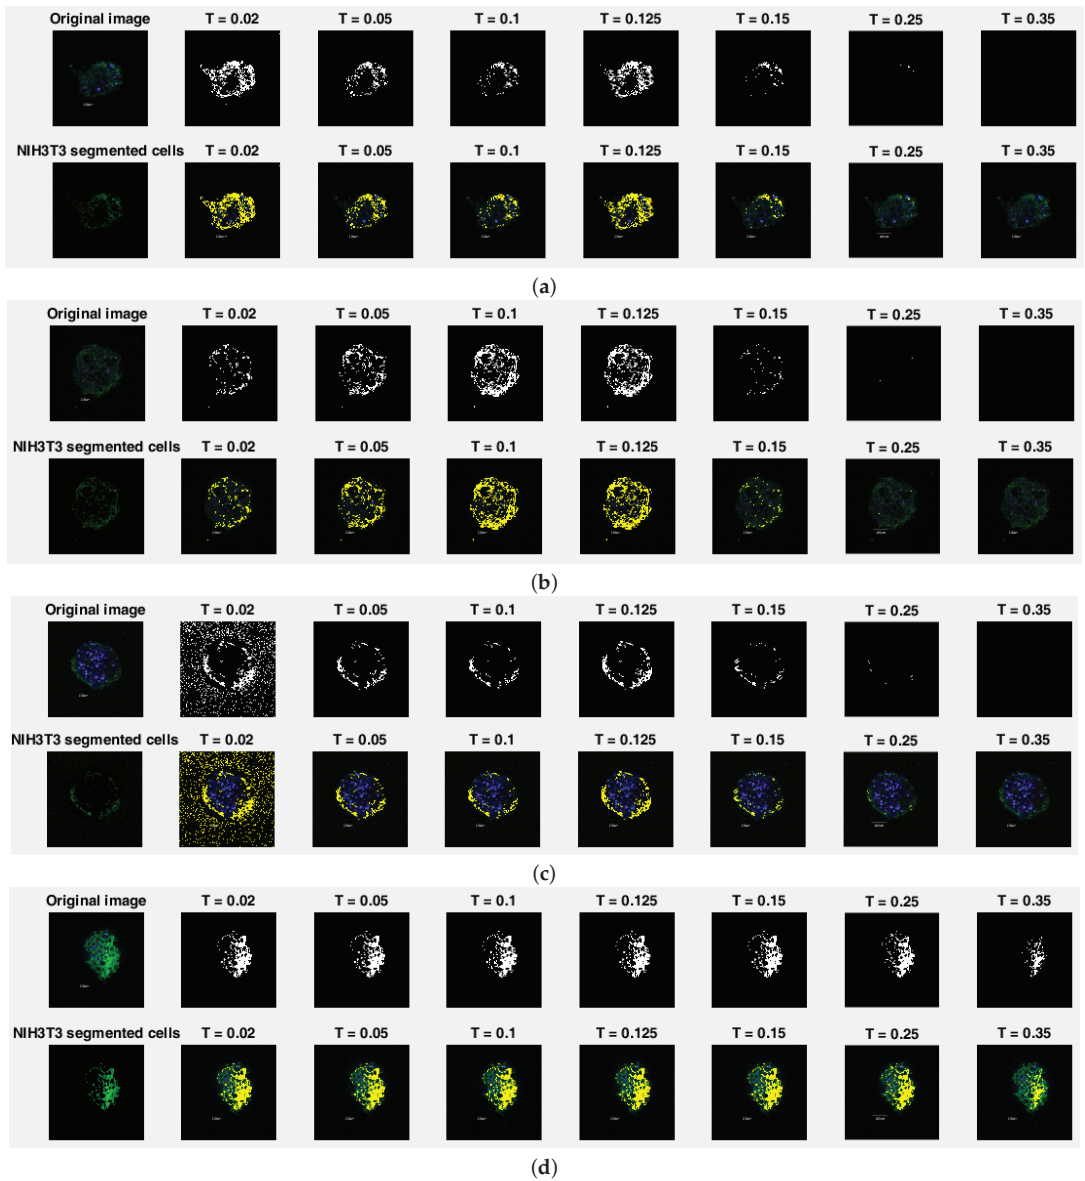 Original image T = 0.02 T = 0.05 T = 0.1 T = 0.125 T = 0.15 T = 0.25 T = 0.35
NIH3T3 segmented cells T = 0.02 T = 0.05 T = 0.1 T = 0.125 T = 0.15 T = 0.25 T = 0.35
(a)
Original image T = 0.02 T = 0.05 T = 0.1 T = 0.125 T = 0.15 T = 0.25 T = 0.35
NIH3T3 segmented cells T = 0.02 T = 0.05 T = 0.1 T = 0.125 T = 0.15 T = 0.25 T = 0.35
(b)
Original image T = 0.02 T = 0.05 T = 0.1 T = 0.125 T = 0.15 T = 0.25 T = 0.35
NIH3T3 segmented cells T = 0.02 T = 0.05 T = 0.1 T = 0.125 T = 0.15 T = 0.25 T = 0.35
(c)
Original image T = 0.02 T = 0.05 T = 0.1 T = 0.125 T = 0.15 T = 0.25 T = 0.35
NIH3T3 segmented cells T = 0.02 T = 0.05 T = 0.1 T = 0.125 T = 0.15 T = 0.25 T = 0.35
(d)